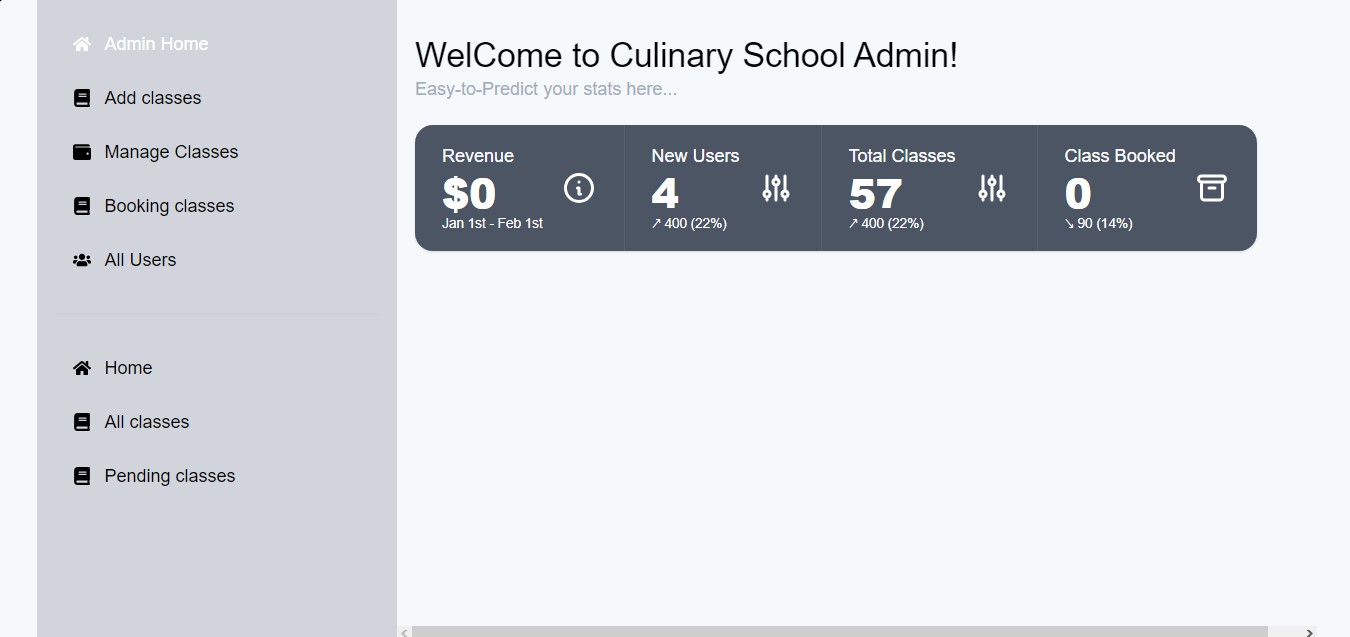 Admin Home
Add classes
Manage Classes
Booking classes
All Users
Home
All classes
Pending classes
WelCome to Culinary School Admin!
Easy-to-Predict your stats here...
Revenue
$0
Jan 1st - Feb 1st
New Users
4
↗︎ 400 (22%)
Total Classes
57
↗︎ 400 (22%)
Class Booked
0
↘︎ 90 (14%)